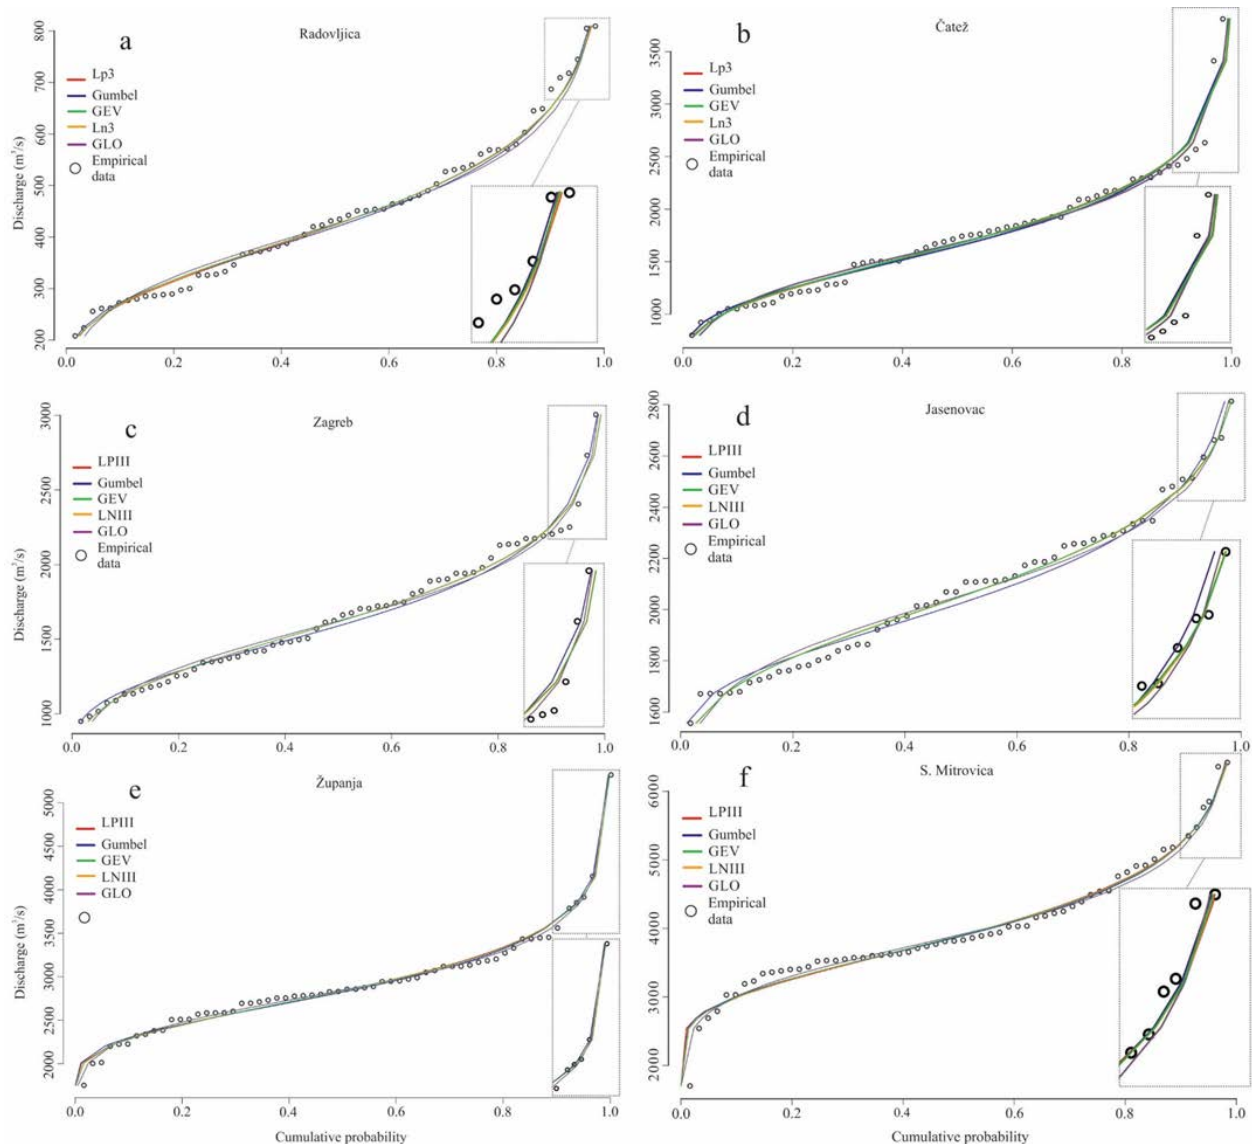 a
Radovljica
Lp3
Gumbel
GEV
Ln3
GLO
Empirical
data
Discharge (m³/s)
800
700
600
500
400
300
200
0.0 0.2 0.4 0.6 0.8 1.0
b
Čatež
Lp3
Gumbel
GEV
Ln3
GLO
Empirical
data
3500
3000
2500
2000
1500
1000
0.0 0.2 0.4 0.6 0.8 1.0
c
Zagreb
LPIII
Gumbel
GEV
LNIII
GLO
Empirical
data
Discharge (m³/s)
3000
2500
2000
1500
1000
0.0 0.2 0.4 0.6 0.8 1.0
d
Jasenovac
LPIII
Gumbel
GEV
LNIII
GLO
Empirical
data
2800
2600
2400
2200
2000
1800
1600
0.0 0.2 0.4 0.6 0.8 1.0
e
Županja
LPIII
Gumbel
GEV
LNIII
GLO
Discharge (m³/s)
5000
4500
4000
3500
3000
2500
2000
0.0 0.2 0.4 0.6 0.8 1.0
Cumulative probability
f
S. Mitrovica
LPIII
Gumbel
GEV
LNIII
GLO
Empirical
data
6000
5000
4000
3000
2000
0.0 0.2 0.4 0.6 0.8 1.0
Cumulative probability